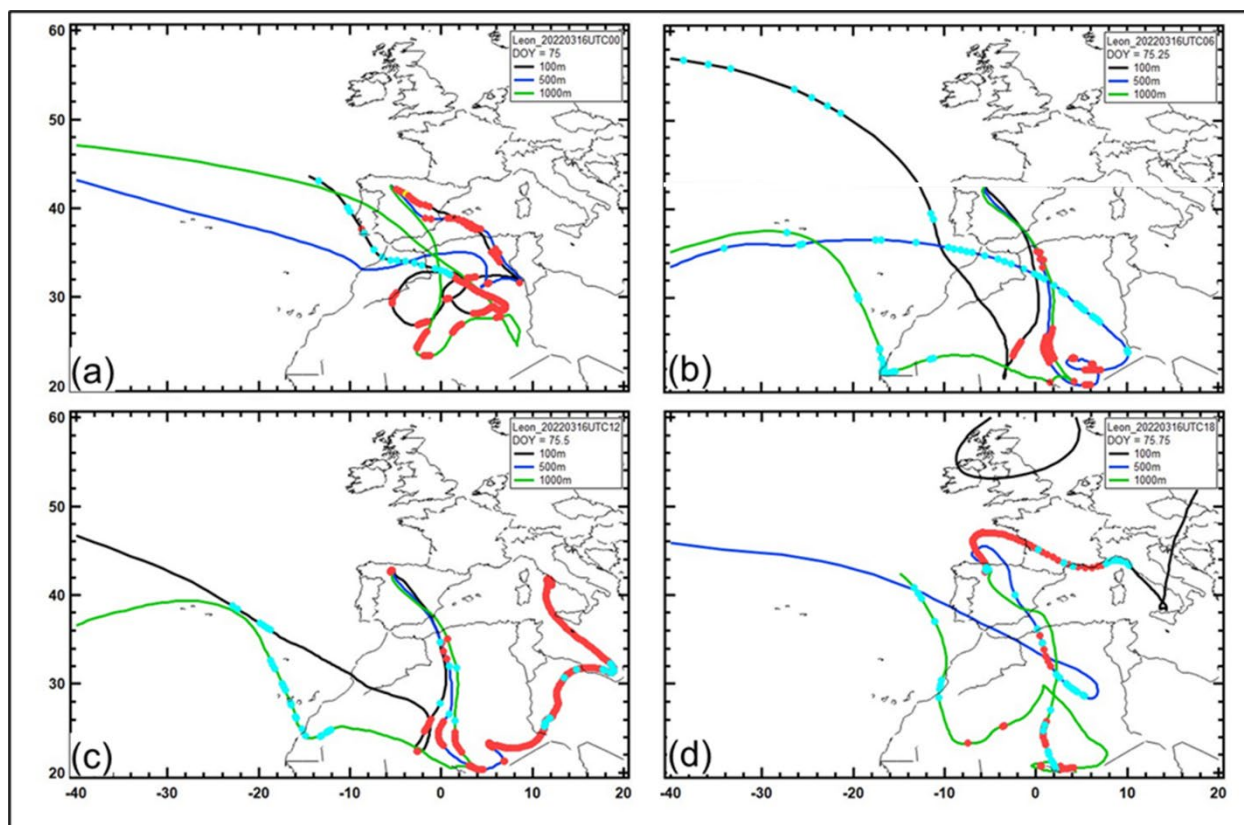 60
50
40
30
20
Leon_20220316UTC00
DOY = 75
100m
500m
1000m
(a)
Leon_20220316UTC06
DOY = 75.25
100m
500m
1000m
(b)
60
50
40
30
20
Leon_20220316UTC12
DOY = 75.5
100m
500m
1000m
(c)
Leon_20220316UTC18
DOY = 75.75
100m
500m
1000m
(d)
-40 -30 -20 -10 0 10 20
-40 -30 -20 -10 0 10 20